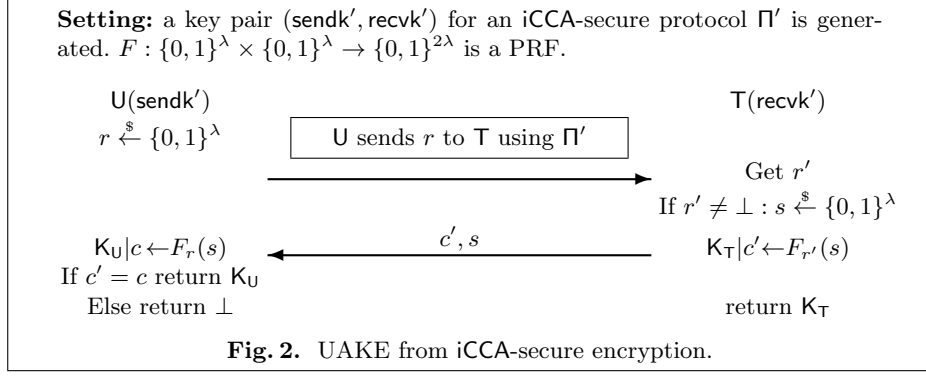 Setting: a key pair (sendk′, recvk′) for an iCCA-secure protocol Π′ is gener-
ated. F : {0, 1}^λ × {0, 1}^λ → {0, 1}^{2λ} is a PRF.
U(sendk′) T(recvk′)
r ←$ {0, 1}^λ U sends r to T using Π′
Get r′
If r′ ≠ ⊥ : s ←$ {0, 1}^λ
K_U|c←F_r(s) c′, s K_T|c′←F_{r′}(s)
If c′ = c return K_U
Else return ⊥ return K_T
Fig. 2. UAKE from iCCA-secure encryption.